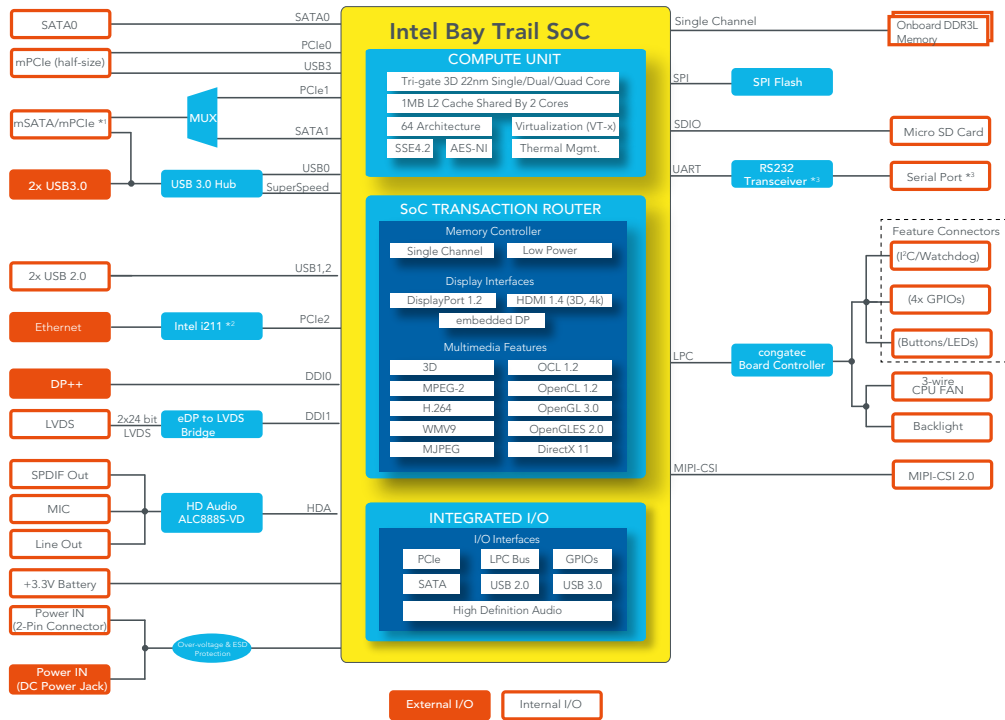 SATA0
SATA0
mPCIe (half-size)
PCIe0
USB3
mSATA/mPCIe *1
MUX
PCIe1
SATA1
2x USB3.0
USB 3.0 Hub
USB0
SuperSpeed
2x USB 2.0
USB1,2
Ethernet
Intel i211 *2
PCIe2
DP++
DDI0
LVDS
2x24 bit
LVDS
eDP to LVDS
Bridge
DDI1
SPDIF Out
MIC
Line Out
HD Audio
ALC888S-VD
HDA
+3.3V Battery
Power IN
(2-Pin Connector)
Over-voltage & ESD
Protection
Power IN
(DC Power Jack)
Intel Bay Trail SoC
COMPUTE UNIT
Tri-gate 3D 22nm Single/Dual/Quad Core
1MB L2 Cache Shared By 2 Cores
64 Architecture
Virtualization (VT-x)
SSE4.2
AES-NI
Thermal Mgmt.
SoC TRANSACTION ROUTER
Memory Controller
Single Channel
Low Power
Display Interfaces
DisplayPort 1.2
HDMI 1.4 (3D, 4k)
embedded DP
Multimedia Features
3D
OCL 1.2
MPEG-2
OpenCL 1.2
H.264
OpenGL 3.0
WMV9
OpenGLES 2.0
MJPEG
DirectX 11
INTEGRATED I/O
I/O Interfaces
PCIe
LPC Bus
GPIOs
SATA
USB 2.0
USB 3.0
High Definition Audio
Single Channel
Onboard DDR3L
Memory
SPI
SPI Flash
SDIO
Micro SD Card
UART
RS232
Transceiver *3
Serial Port *3
Feature Connectors
(I²C/Watchdog)
(4x GPIOs)
(Buttons/LEDs)
LPC
congatec
Board Controller
3-wire
CPU FAN
Backlight
MIPI-CSI
MIPI-CSI 2.0
External I/O
Internal I/O